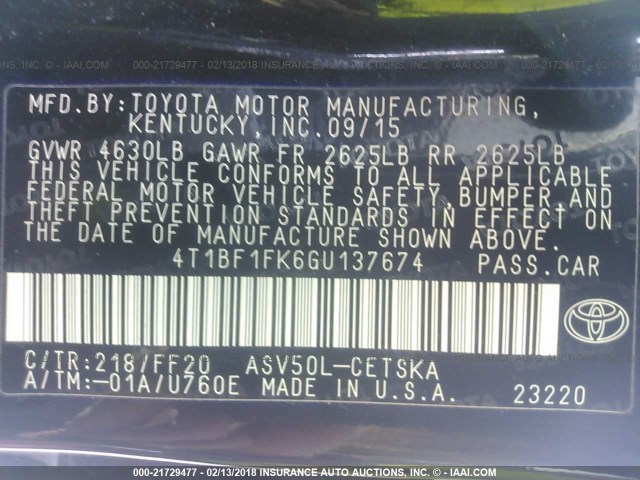 INC. - IAAI.COM 000-21729477 - 02/13/2018 INSURANCE AUTO AUCTIONS, INC. - IAAI.COM
MFD.BY:TOYOTA MOTOR MANUFACTURING,
KENTUCKY,INC.09/15
GVWR 4630LB GAWR FR 2625LB RR 2625LB
THIS VEHICLE CONFORMS TO ALL APPLICABLE
FEDERAL MOTOR VEHICLE SAFETY,BUMPER,AND
THEFT PREVENTION STANDARDS IN EFFECT ON
THE DATE OF MANUFACTURE SHOWN ABOVE.
4T1BF1FK6GU137674 PASS.CAR
C/TR:218/FF20 ASV50L-CETSKA
A/TM:-01A/U760E MADE IN U.S.A. 23220
000-21729477 - 02/13/2018 - INSURANCE AUTO AUCTIONS, INC. - IAAI.COM